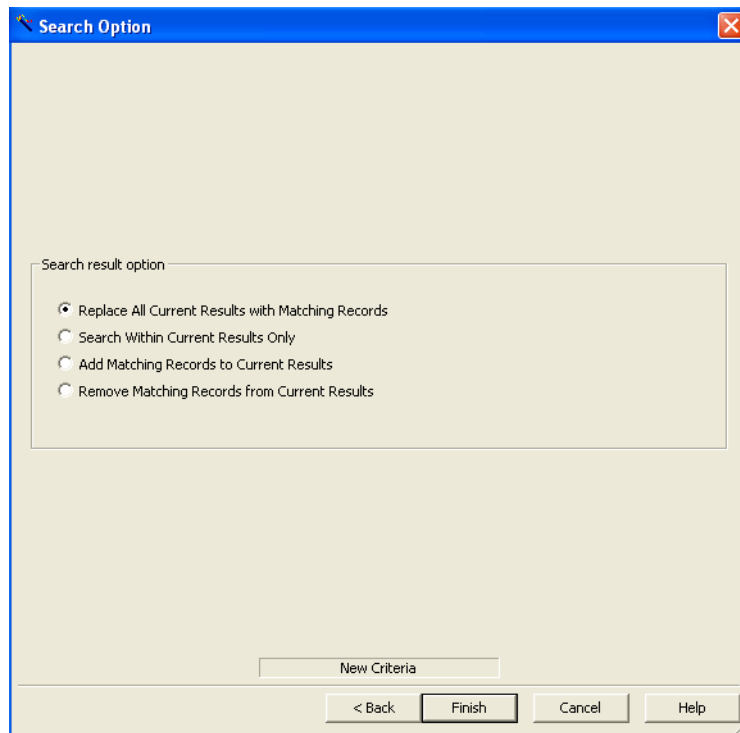 Search Option
Search result option
Replace All Current Results with Matching Records
Search Within Current Results Only
Add Matching Records to Current Results
Remove Matching Records from Current Results
New Criteria
< Back Finish Cancel Help